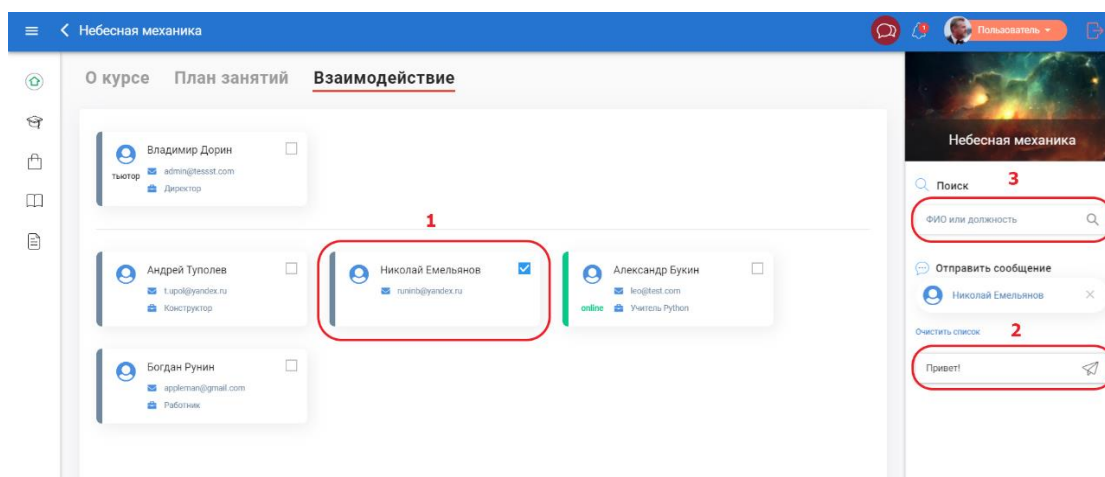 Небесная механика
1
Пользователь
О курсе План занятий Взаимодействие
Небесная механика
Владимир Дорин
тьютор
admin@tessst.com
Директор
Поиск
3
ФИО или должность
1
Андрей Туполев
t.upol@yandex.ru
Конструктор
Николай Емельянов
runinb@yandex.ru
Александр Букин
leo@test.com
online
Учитель Python
Богдан Рунин
appleman@gmail.com
Работник
Отправить сообщение
Николай Емельянов
Очистить список
2
Привет!